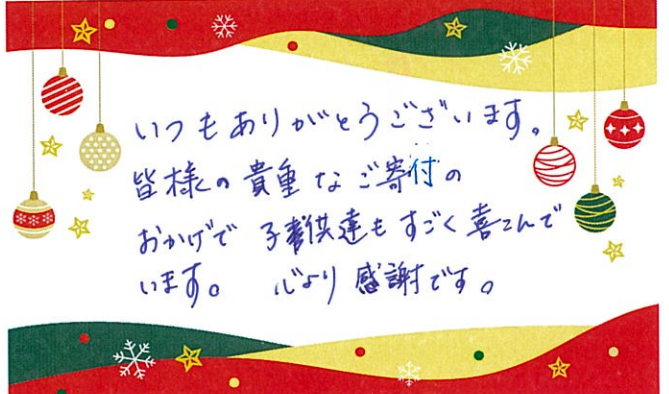 いつもありがとうございます。
皆様の貴重なご寄付の
おかげで 子供達もすごく喜こんで
います。 心より感謝です。